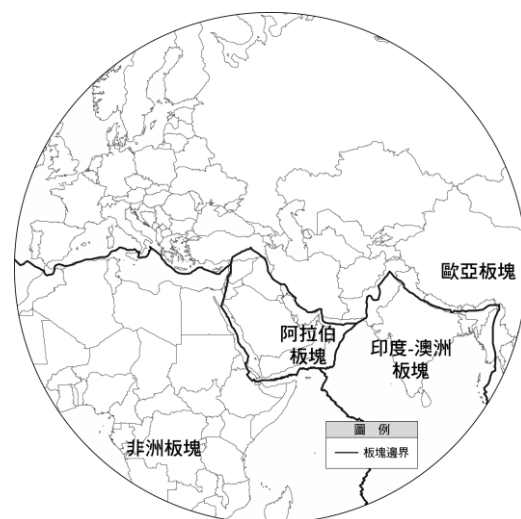 歐亞板塊
阿拉伯
板塊
印度-澳洲
板塊
非洲板塊
圖 例
板塊邊界